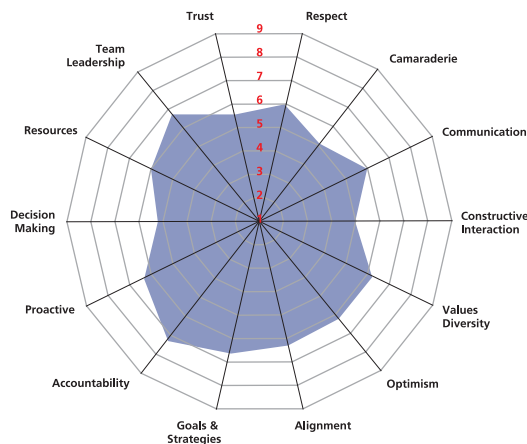 Trust
Respect
9
Team
Leadership
8
Camaraderie
7
6
Resources
Communication
5
4
3
2
Decision
Making
Constructive
Interaction
Proactive
Values
Diversity
Accountability
Optimism
Goals &
Strategies
Alignment